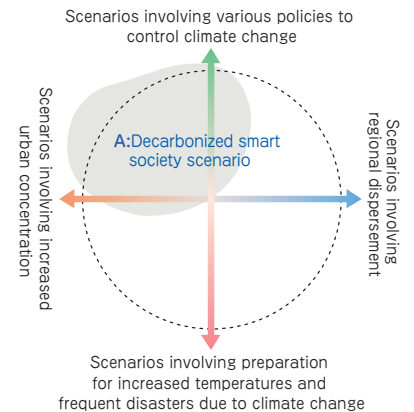 Scenarios involving various policies to
control climate change
Scenarios involving increased
urban concentration
A:Decarbonized smart
society scenario
Scenarios involving
regional dispersement
Scenarios involving preparation
for increased temperatures and
frequent disasters due to climate change